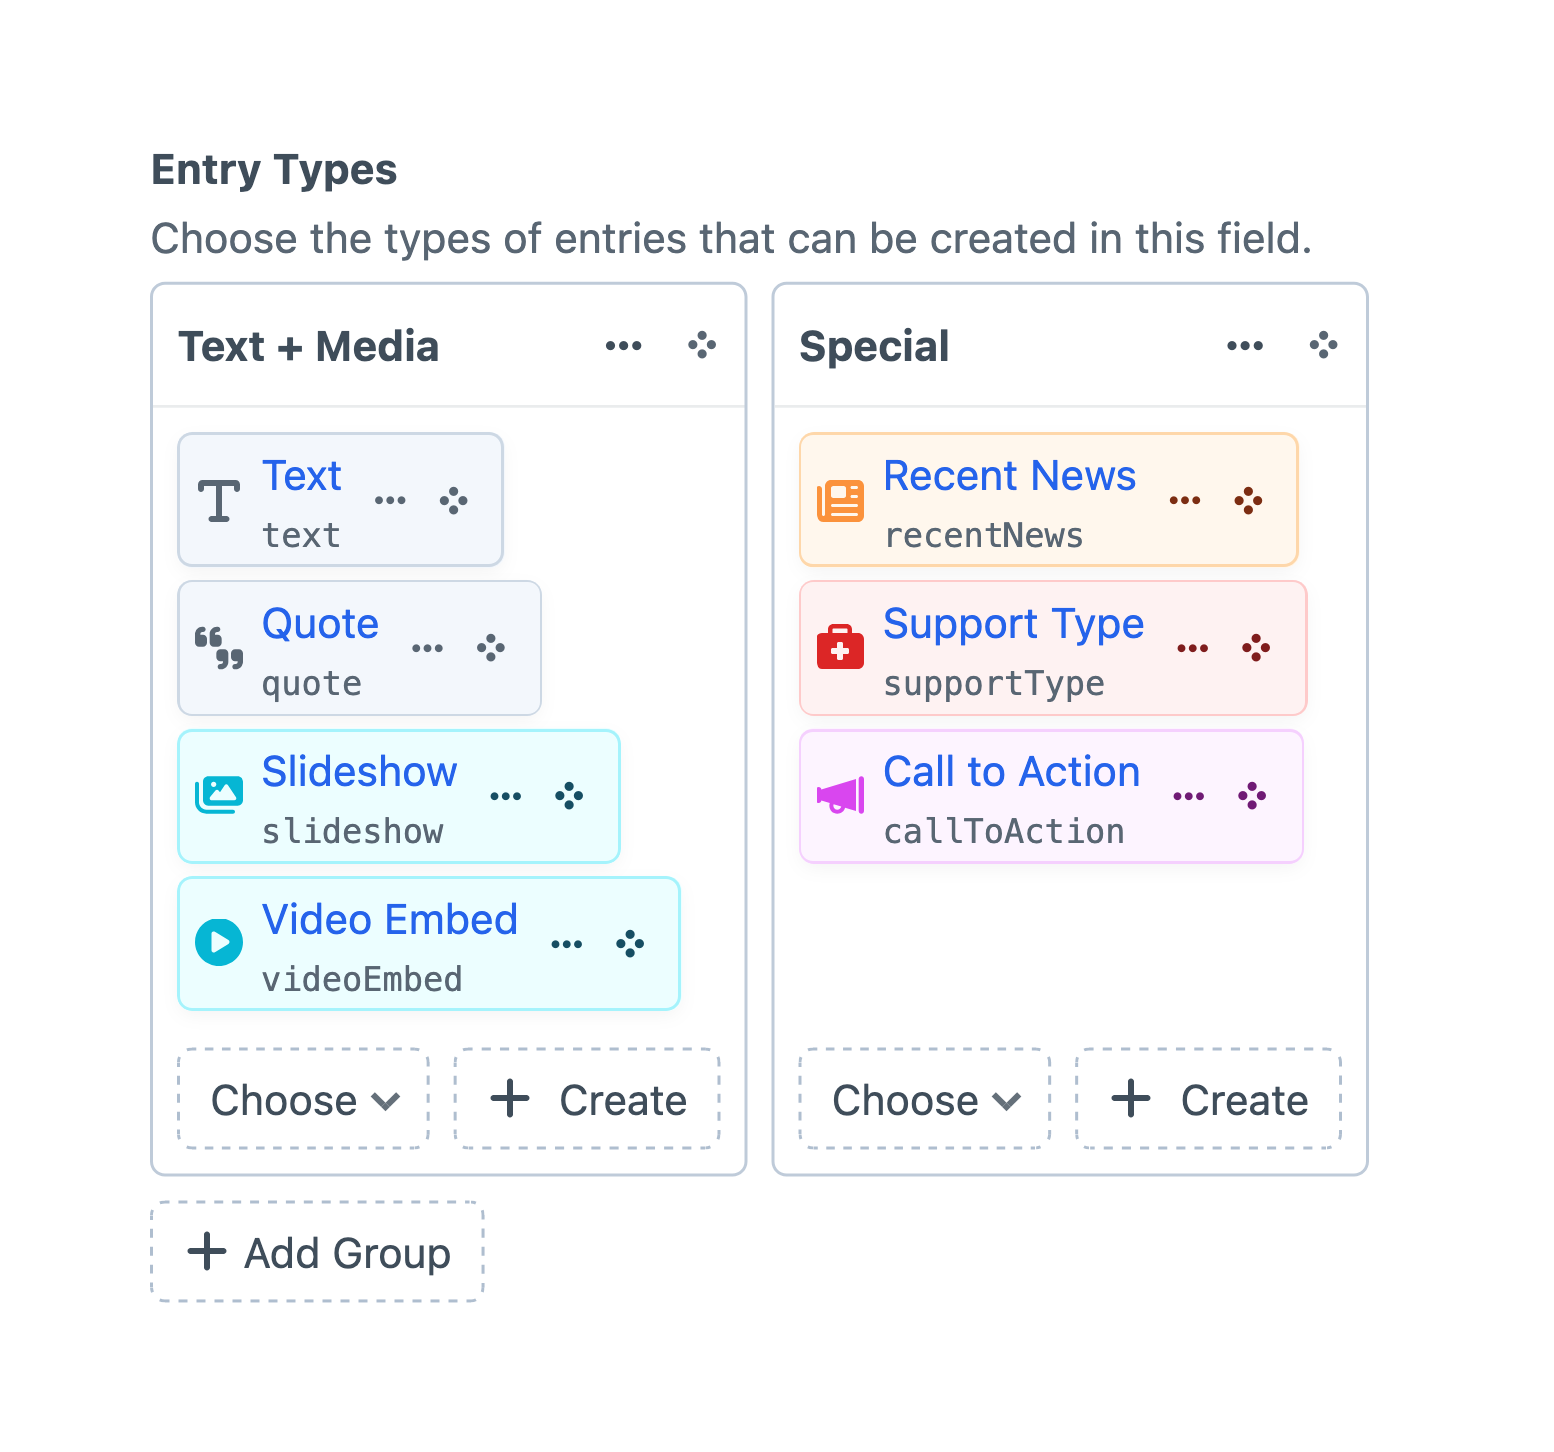 Entry Types
Choose the types of entries that can be created in this field.
Text + Media
Text
text
Quote
quote
Slideshow
slideshow
Video Embed
videoEmbed
Choose
Create
Special
Recent News
recentNews
Support Type
supportType
Call to Action
callToAction
Choose
Create
Add Group